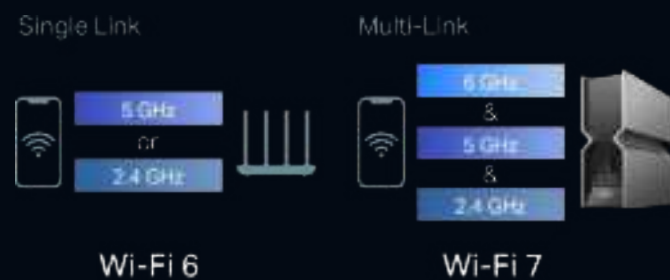 Single Link
5 GHz
or
2.4 GHz
Wi-Fi 6
Multi-Link
6 GHz
&
5 GHz
&
2.4 GHz
Wi-Fi 7